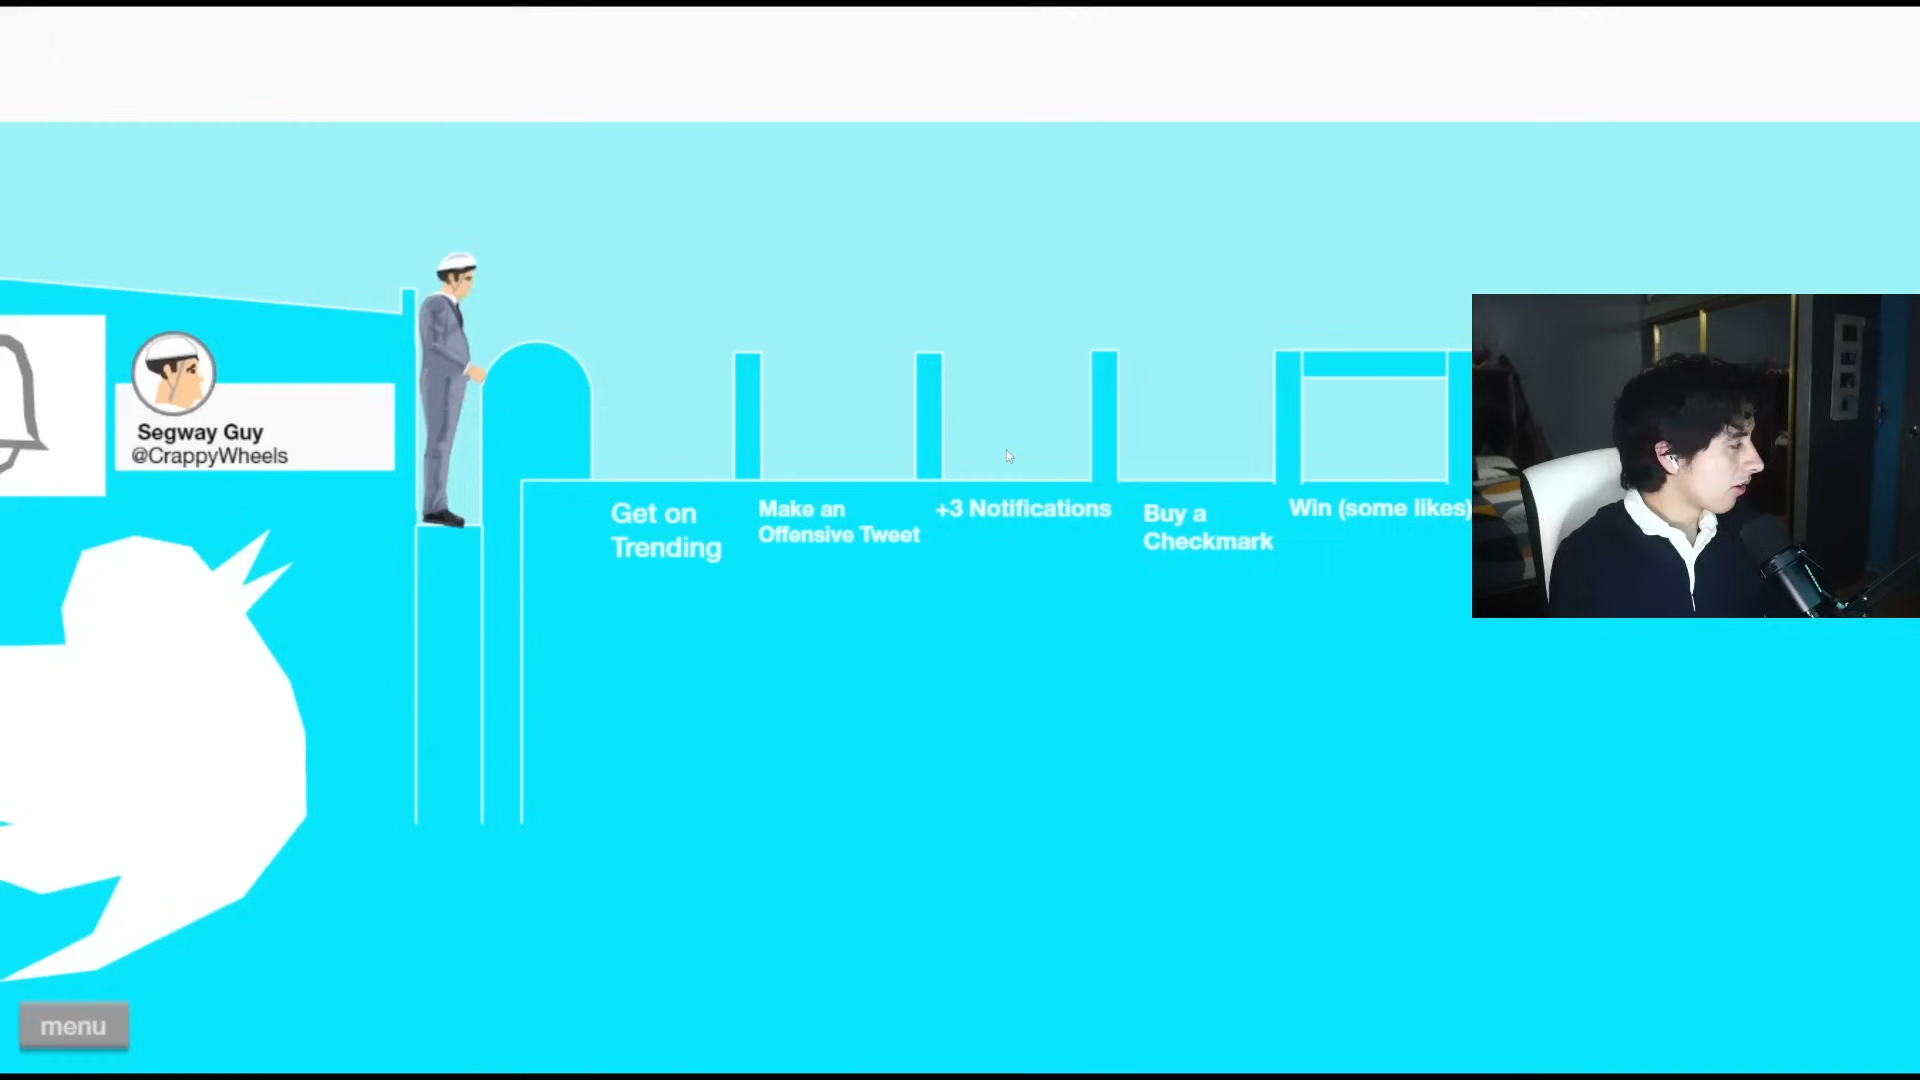 Segway Guy
@CrappyWheels
Get on
Trending
Make an
Offensive Tweet
+3 Notifications
Buy a
Checkmark
Win (some likes)
menu